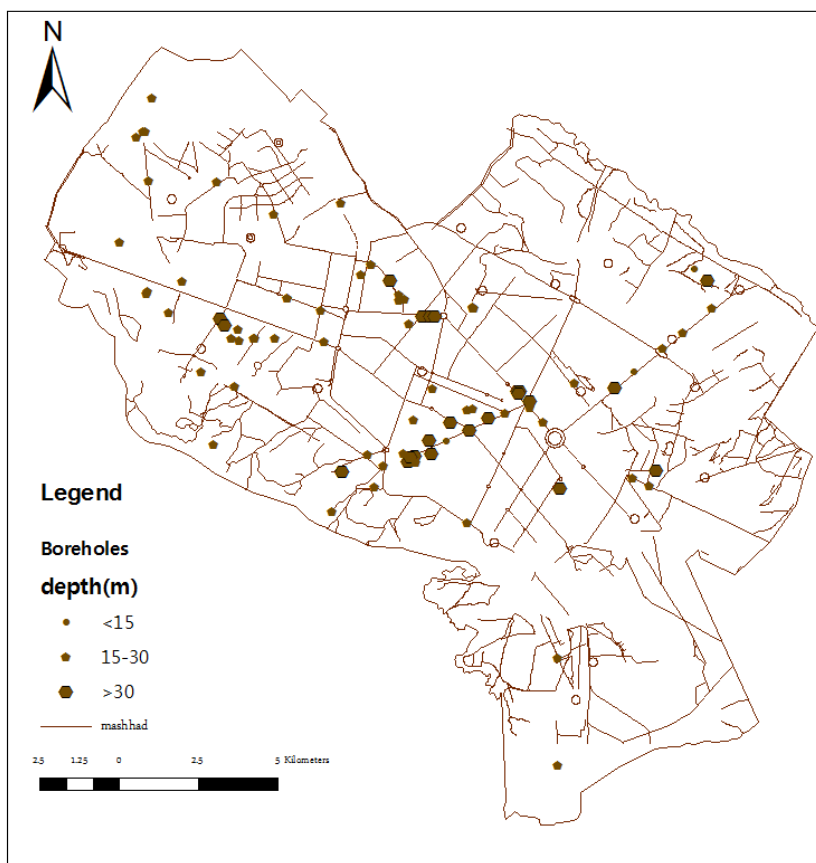 N
Legend
Boreholes
depth(m)
<15
15-30
>30
mashhad
2.5 1.25 0 2.5 5 Kilometers